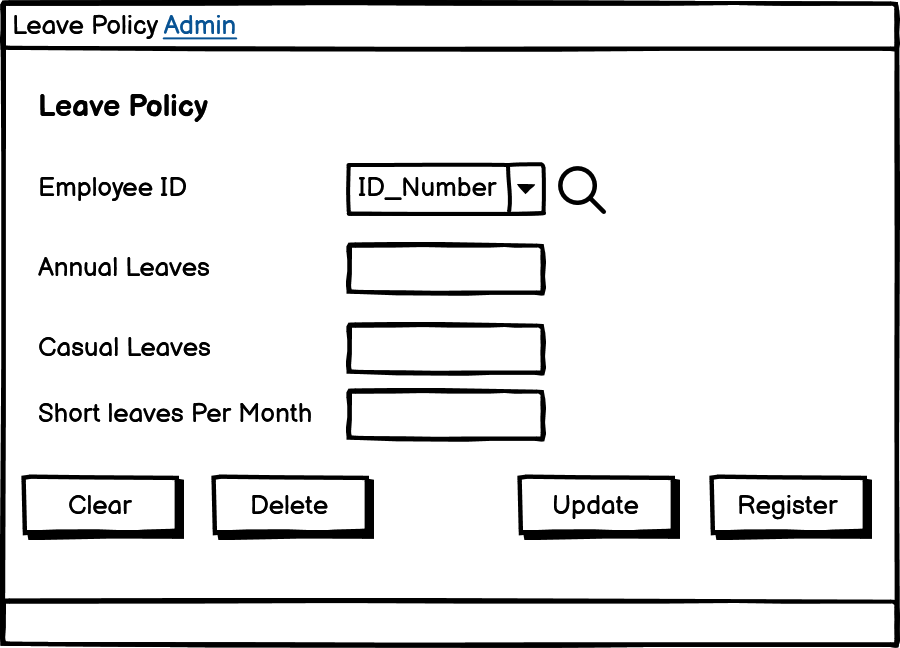 Leave Policy Admin
Leave Policy
Employee ID ID_Number
Annual Leaves
Casual Leaves
Short leaves Per Month
Clear Delete Update Register